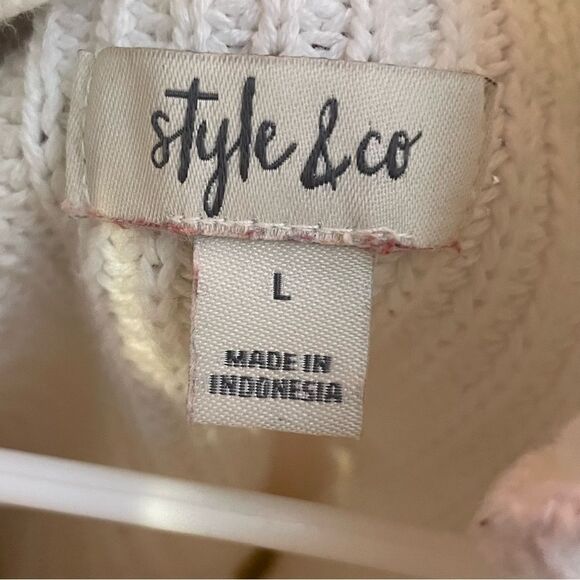 style & co
L
MADE IN
INDONESIA